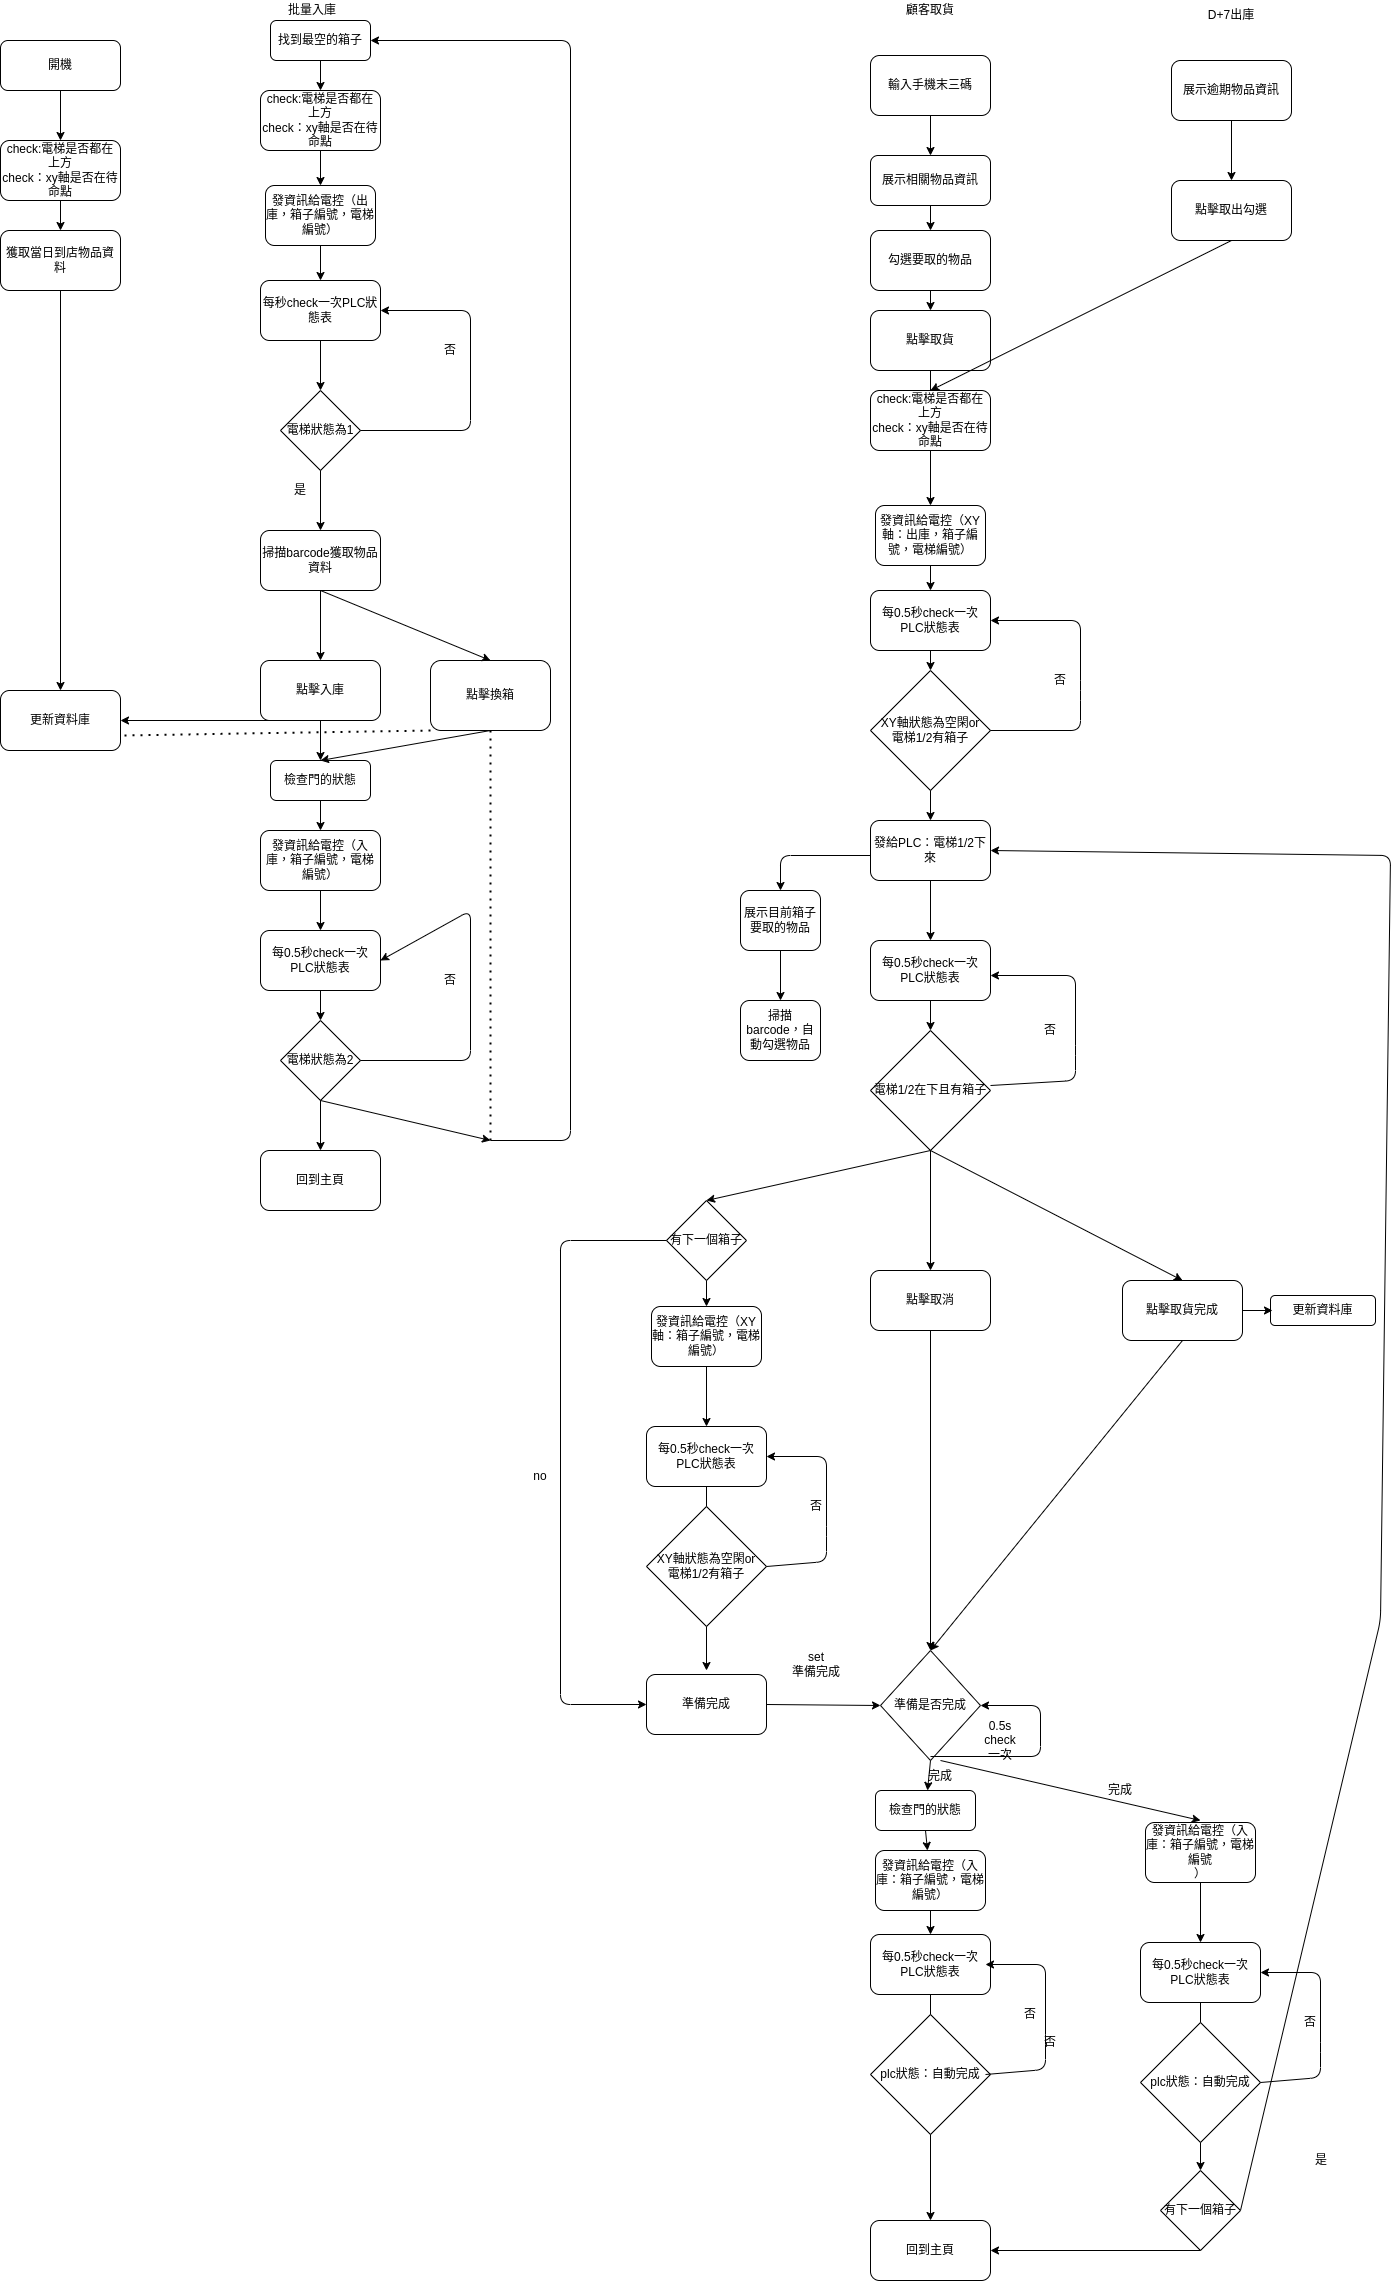 批量入庫
顧客取貨
D+7出庫
開機
check:電梯是否都在
上方
check：xy軸是否在待
命點
獲取當日到店物品資
料
更新資料庫
找到最空的箱子
check:電梯是否都在
上方
check：xy軸是否在待
命點
發資訊給電控（出
庫，箱子編號，電梯
編號）
每秒check一次PLC狀
態表
否
電梯狀態為1
是
掃描barcode獲取物品
資料
點擊入庫
點擊換箱
檢查門的狀態
發資訊給電控（入
庫，箱子編號，電梯
編號）
每0.5秒check一次
PLC狀態表
否
電梯狀態為2
回到主頁
輸入手機末三碼
展示相關物品資訊
勾選要取的物品
點擊取貨
展示逾期物品資訊
點擊取出勾選
check:電梯是否都在
上方
check：xy軸是否在待
命點
發資訊給電控（XY
軸：出庫，箱子編
號，電梯編號）
每0.5秒check一次
PLC狀態表
否
XY軸狀態為空閑or
電梯1/2有箱子
發給PLC：電梯1/2下
來
展示目前箱子
要取的物品
掃描
barcode，自
動勾選物品
每0.5秒check一次
PLC狀態表
否
電梯1/2在下且有箱子
有下一個箱子
發資訊給電控（XY
軸：箱子編號，電梯
編號）
每0.5秒check一次
PLC狀態表
no
否
XY軸狀態為空閑or
電梯1/2有箱子
準備完成
set
準備完成
點擊取消
點擊取貨完成
更新資料庫
準備是否完成
0.5s
check
一次
完成
完成
檢查門的狀態
發資訊給電控（入
庫：箱子編號，電梯
編號）
每0.5秒check一次
PLC狀態表
否
否
plc狀態：自動完成
發資訊給電控（入
庫：箱子編號，電梯
編號
）
每0.5秒check一次
PLC狀態表
否
plc狀態：自動完成
是
有下一個箱子
回到主頁